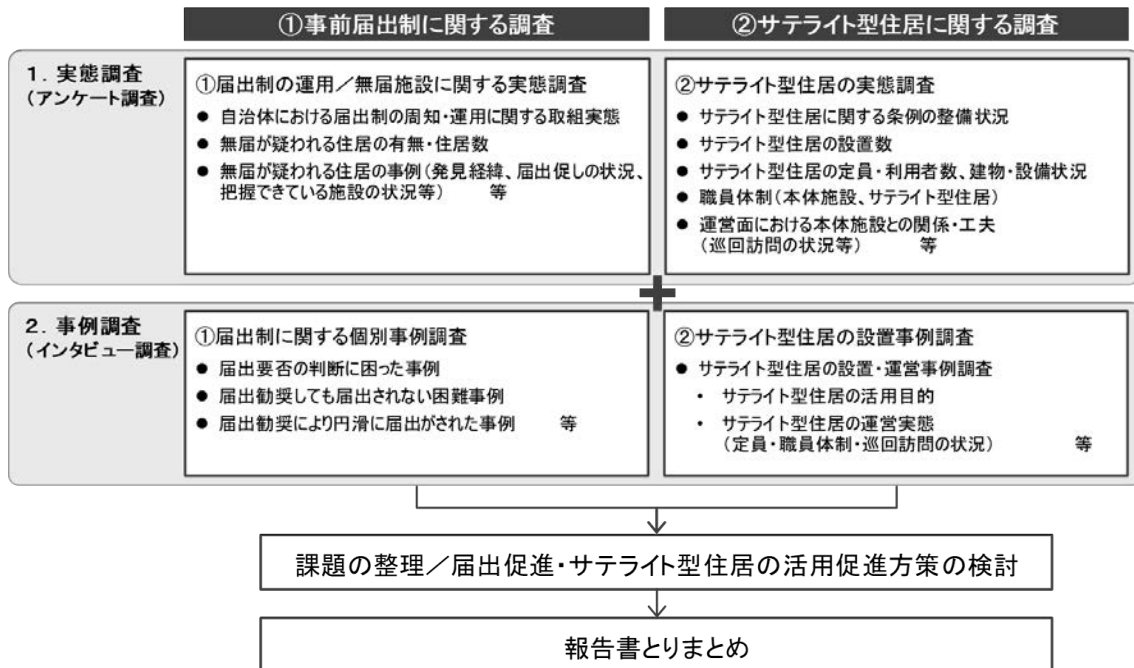 ①事前届出制に関する調査
②サテライト型住居に関する調査
1．実態調査
（アンケート調査）
①届出制の運用／無届施設に関する実態調査
● 自治体における届出制の周知・運用に関する取組実態
● 無届が疑われる住居の有無・住居数
● 無届が疑われる住居の事例（発見経緯、届出促しの状況、
把握できている施設の状況等） 等
②サテライト型住居の実態調査
● サテライト型住居に関する条例の整備状況
● サテライト型住居の設置数
● サテライト型住居の定員・利用者数、建物・設備状況
● 職員体制（本体施設、サテライト型住居）
● 運営面における本体施設との関係・工夫
（巡回訪問の状況等） 等
2．事例調査
（インタビュー調査）
①届出制に関する個別事例調査
● 届出要否の判断に困った事例
● 届出勧奨しても届出されない困難事例
● 届出勧奨により円滑に届出がされた事例 等
②サテライト型住居の設置事例調査
● サテライト型住居の設置・運営事例調査
・ サテライト型住居の活用目的
・ サテライト型住居の運営実態
（定員・職員体制・巡回訪問の状況） 等
課題の整理／届出促進・サテライト型住居の活用促進方策の検討
報告書とりまとめ